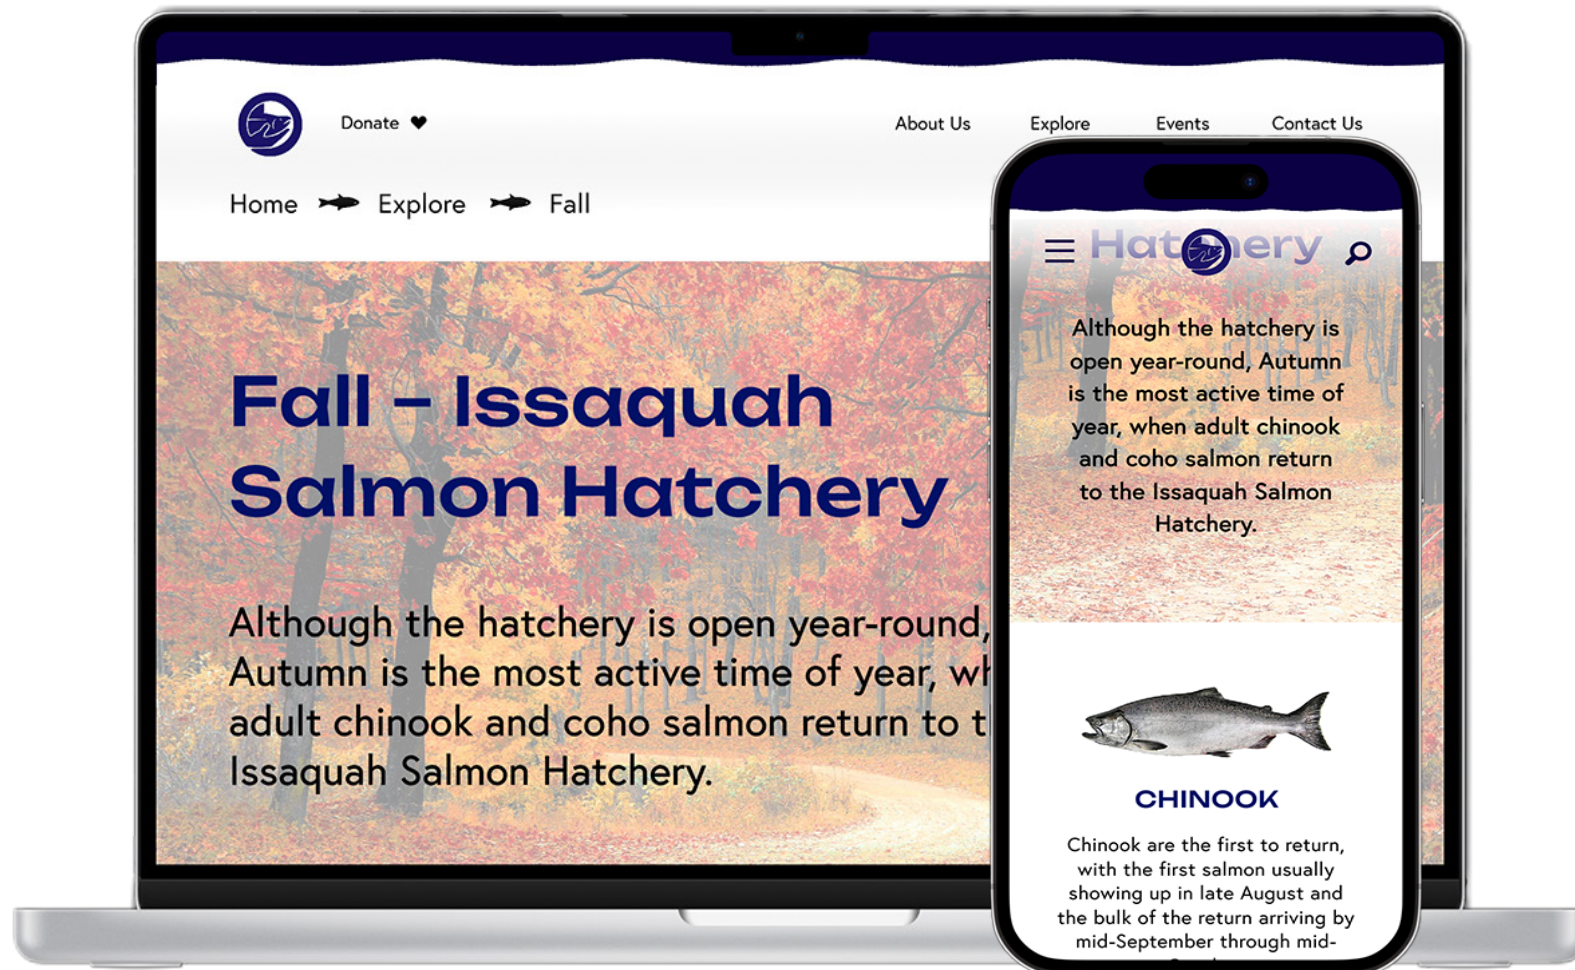 Donate
About Us Explore Events Contact Us
Home Explore Fall
Fall – Issaquah
Salmon Hatchery
Although the hatchery is open year-round,
Autumn is the most active time of year,
adult chinook and coho salmon return to
Issaquah Salmon Hatchery.
Although the hatchery is
open year-round, Autumn
is the most active time of
year, when adult chinook
and coho salmon return
to the Issaquah Salmon
Hatchery.
CHINOOK
Chinook are the first to return,
with the first salmon usually
showing up in late August and
the bulk of the return arriving by
mid-September through mid-